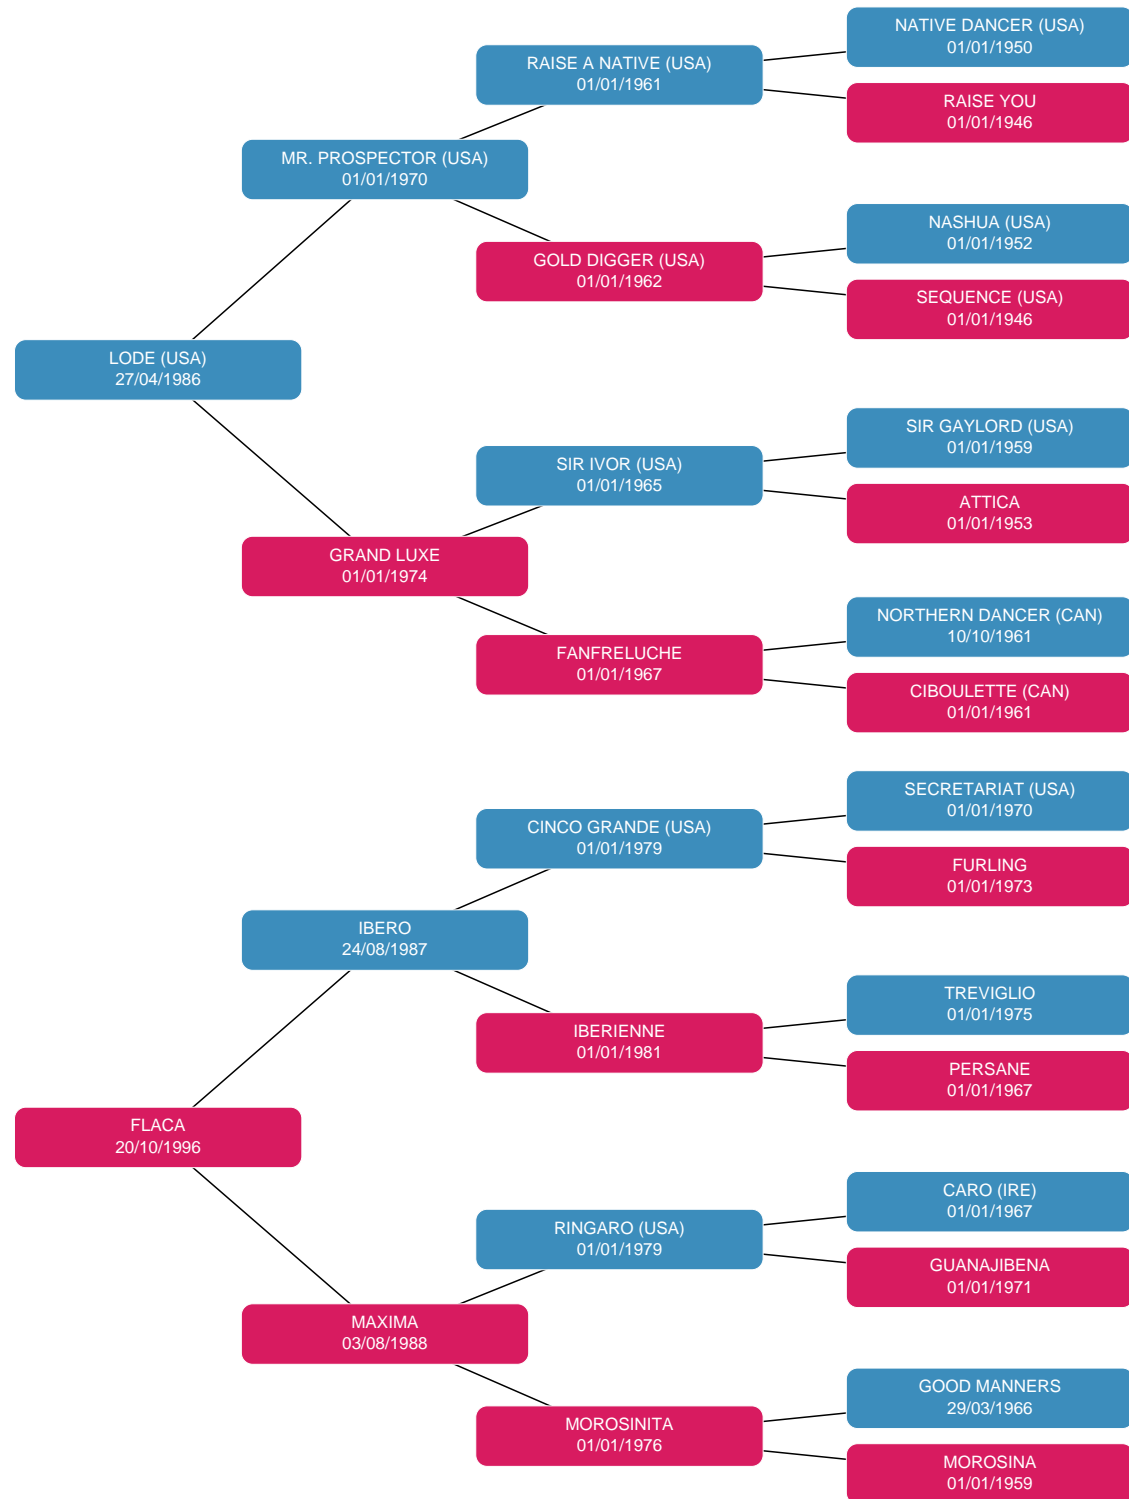 NATIVE DANCER (USA)
01/01/1950
RAISE A NATIVE (USA)
01/01/1961
RAISE YOU
01/01/1946
MR. PROSPECTOR (USA)
01/01/1970
NASHUA (USA)
01/01/1952
GOLD DIGGER (USA)
01/01/1962
SEQUENCE (USA)
01/01/1946
LODE (USA)
27/04/1986
SIR GAYLORD (USA)
01/01/1959
SIR IVOR (USA)
01/01/1965
ATTICA
01/01/1953
GRAND LUXE
01/01/1974
NORTHERN DANCER (CAN)
10/10/1961
FANFRELUCHE
01/01/1967
CIBOULETTE (CAN)
01/01/1961
SECRETARIAT (USA)
01/01/1970
CINCO GRANDE (USA)
01/01/1979
FURLING
01/01/1973
IBERO
24/08/1987
TREVIGLIO
01/01/1975
IBERIENNE
01/01/1981
PERSANE
01/01/1967
FLACA
20/10/1996
CARO (IRE)
01/01/1967
RINGARO (USA)
01/01/1979
GUANAJIBENA
01/01/1971
MAXIMA
03/08/1988
GOOD MANNERS
29/03/1966
MOROSINITA
01/01/1976
MOROSINA
01/01/1959